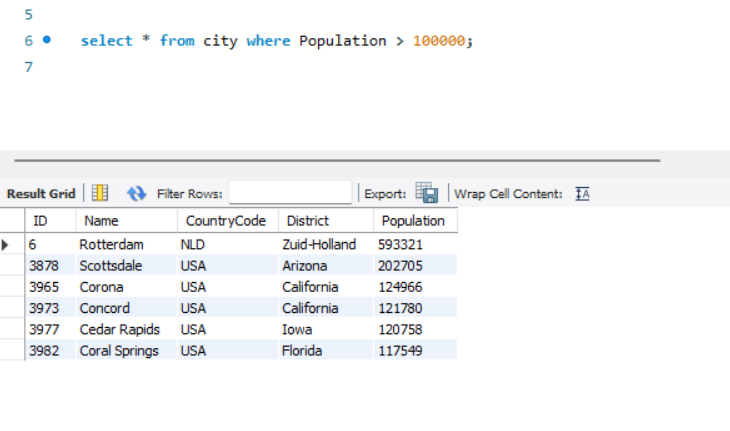 5
6 select * from city where Population > 100000;
7
Result Grid Filter Rows: Export: Wrap Cell Content: IA
ID Name CountryCode District Population
6 Rotterdam NLD Zuid-Holland 593321
3878 Scottsdale USA Arizona 202705
3965 Corona USA California 124966
3973 Concord USA California 121780
3977 Cedar Rapids USA Iowa 120758
3982 Coral Springs USA Florida 117549